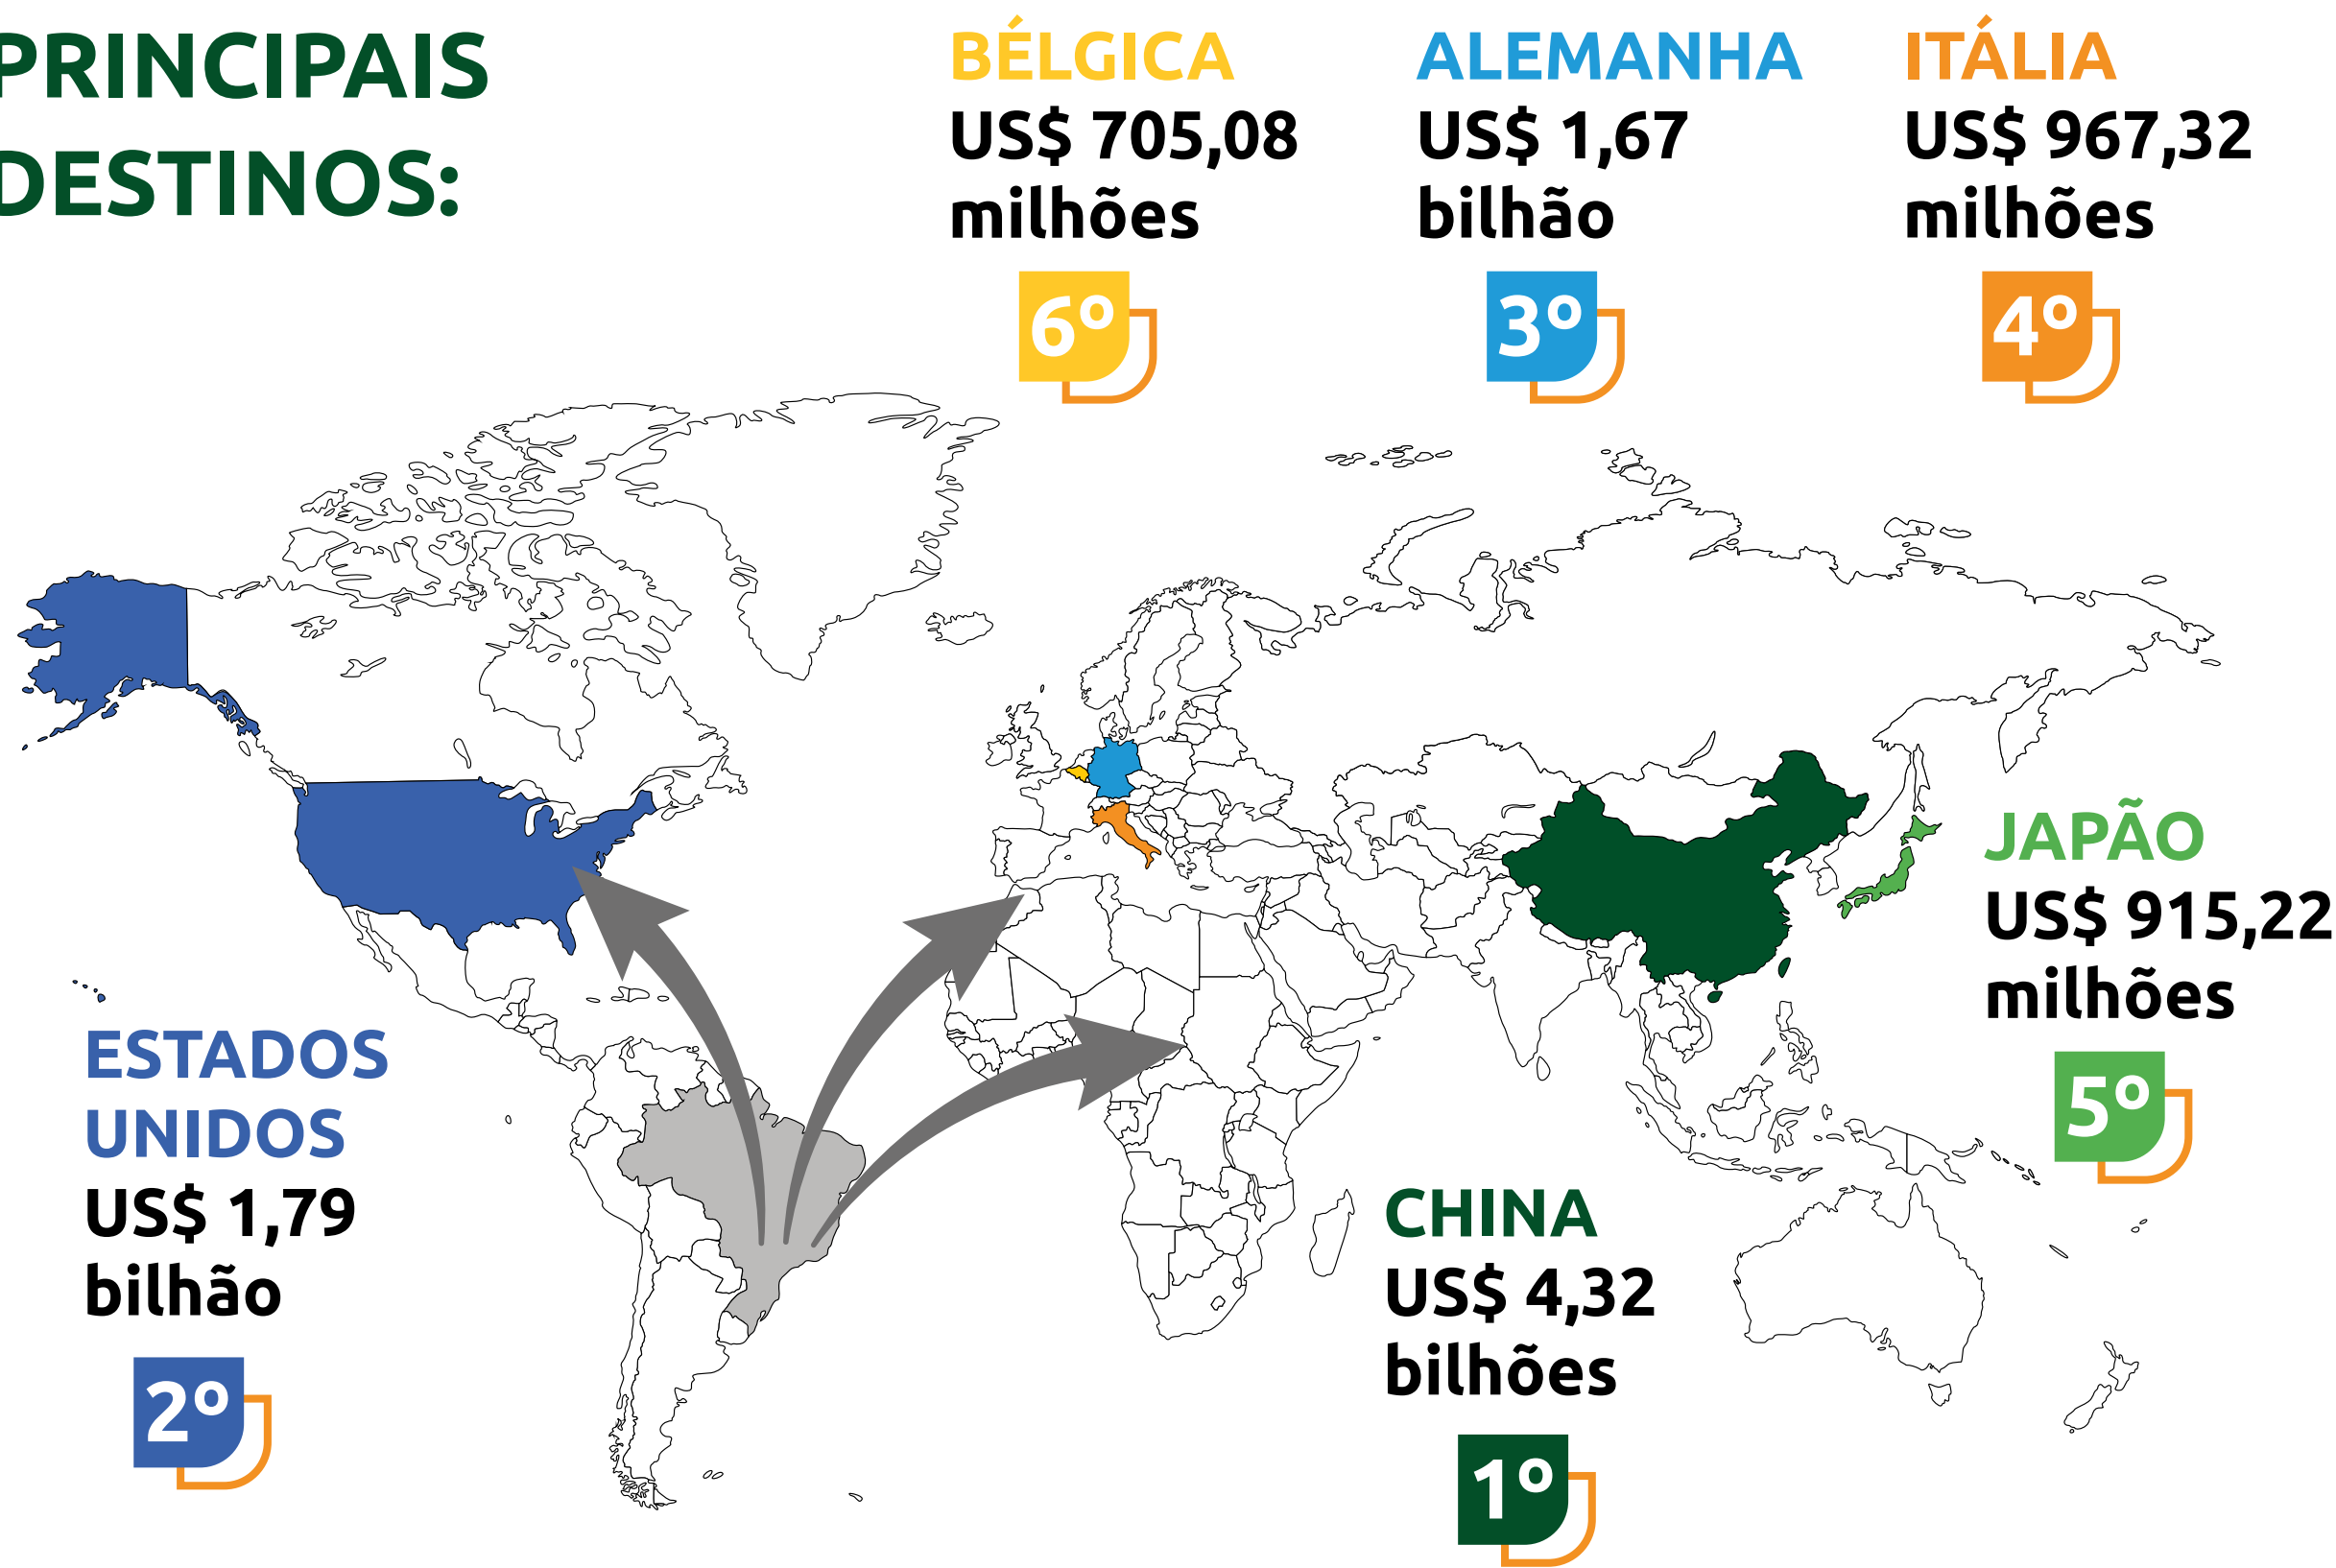 PRINCIPAIS
DESTINOS:
BÉLGICA
US$ 705,08
milhões
6º
ALEMANHA
US$ 1,67
bilhão
3º
ITÁLIA
US$ 967,32
milhões
4º
JAPÃO
US$ 915,22
milhões
5º
ESTADOS
UNIDOS
US$ 1,79
bilhão
2º
CHINA
US$ 4,32
bilhões
1º